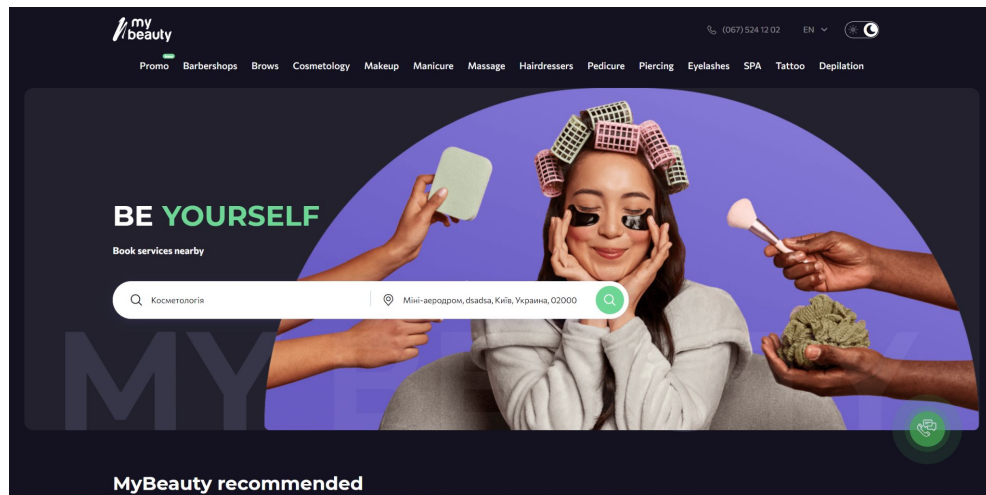 my
beauty
(067) 524 12 02
EN
Promo
Barbershops
Brows
Cosmetology
Makeup
Manicure
Massage
Hairdressers
Pedicure
Piercing
Eyelashes
SPA
Tattoo
Depilation
BE YOURSELF
Book services nearby
Косметологія
Міні-аеродром, dsadsa, Київ, Украина, 02000
MyBeauty recommended